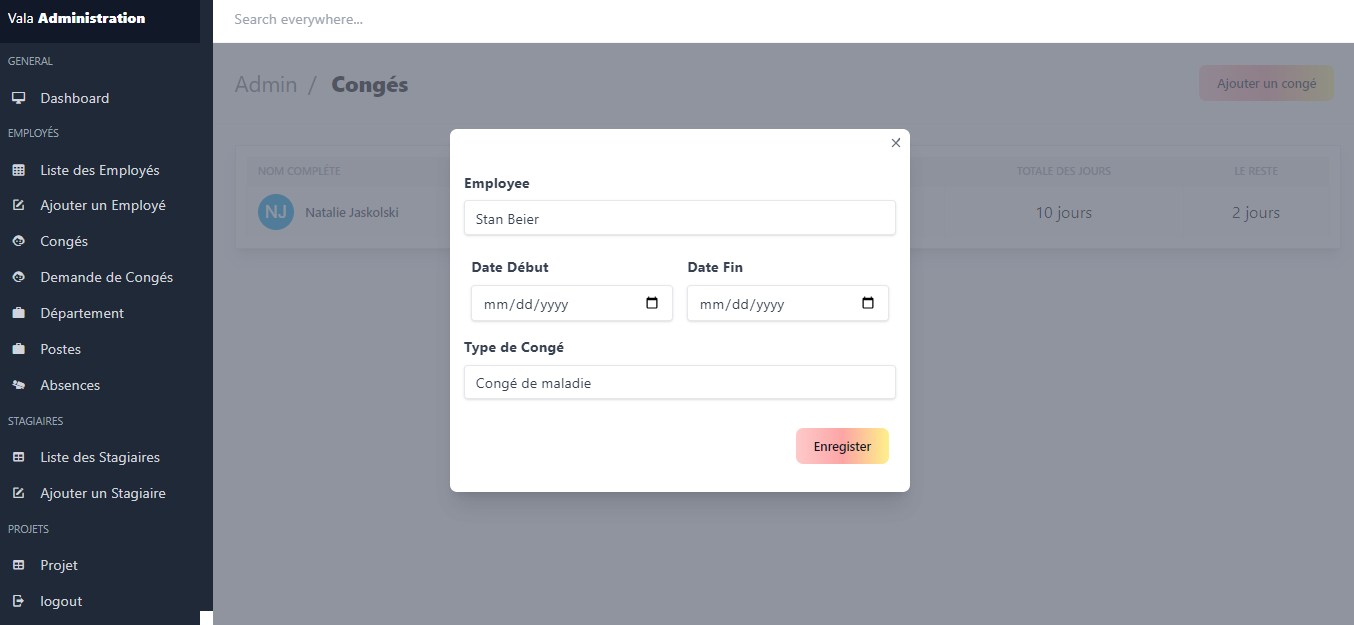 Vala Administration
Search everywhere...
GENERAL
Dashboard
EMPLOYÉS
Liste des Employés
Ajouter un Employé
Congés
Demande de Congés
Département
Postes
Absences
STAGIAIRES
Liste des Stagiaires
Ajouter un Stagiaire
PROJETS
Projet
logout
Admin / Congés
Ajouter un congé
NOM COMPLÉTE
TOTALE DES JOURS
LE RESTE
NJ
Natalie Jaskolski
10 jours
2 jours
×
Employee
Stan Beier
Date Début
Date Fin
mm/dd/yyyy
mm/dd/yyyy
Type de Congé
Congé de maladie
Enregister